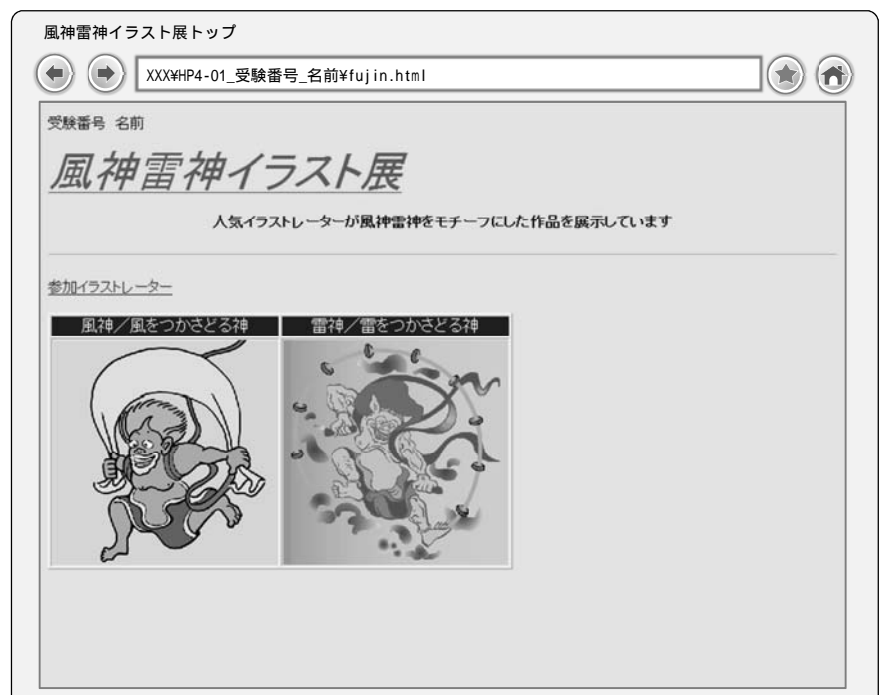 風神雷神イラスト展トップ
XXX¥HP4-01_受験番号_名前¥fujin.html
受験番号 名前
風神雷神イラスト展
人気イラストレーターが風神雷神をモチーフにした作品を展示しています
参加イラストレーター
風神／風をつかさどる神 雷神／雷をつかさどる神